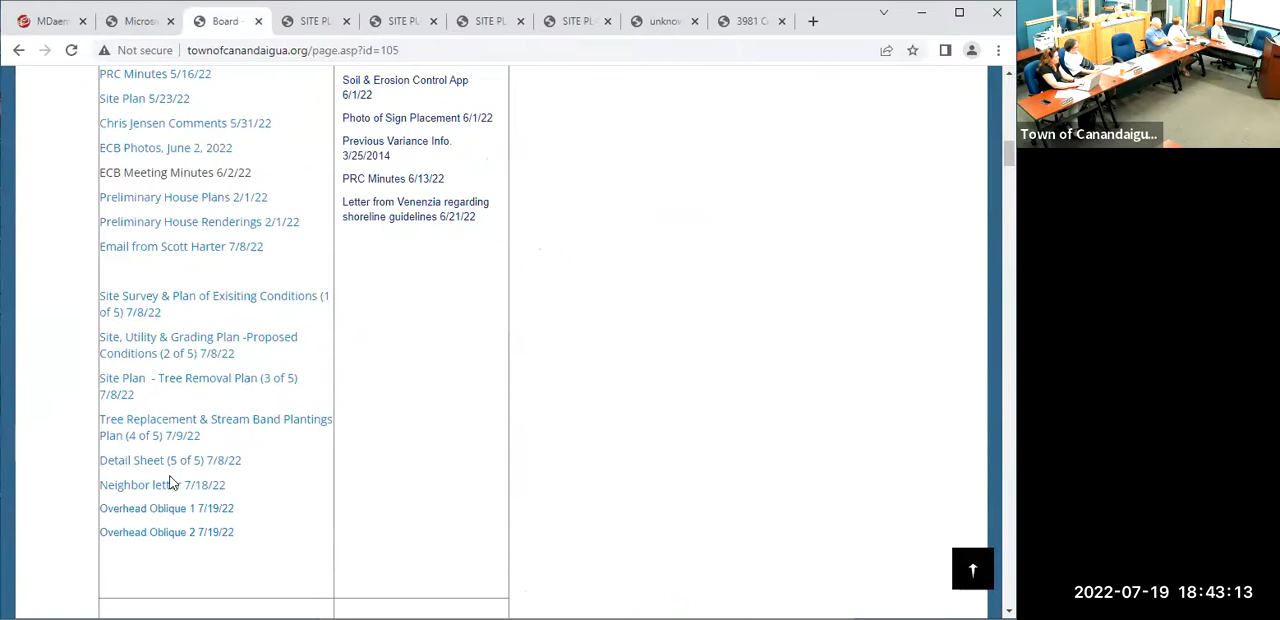 MDaem
Microso
Board -
SITE PL
SITE PL
SITE PL
SITE PL
unknow
3981 C
Not secure
townofcanandaigua.org/page.asp?id=105
PRC Minutes 5/16/22
Site Plan 5/23/22
Chris Jensen Comments 5/31/22
ECB Photos, June 2, 2022
ECB Meeting Minutes 6/2/22
Preliminary House Plans 2/1/22
Preliminary House Renderings 2/1/22
Email from Scott Harter 7/8/22
Site Survey & Plan of Exisiting Conditions (1
of 5) 7/8/22
Site, Utility & Grading Plan -Proposed
Conditions (2 of 5) 7/8/22
Site Plan - Tree Removal Plan (3 of 5)
7/8/22
Tree Replacement & Stream Band Plantings
Plan (4 of 5) 7/9/22
Detail Sheet (5 of 5) 7/8/22
Neighbor letter 7/18/22
Overhead Oblique 1 7/19/22
Overhead Oblique 2 7/19/22
Soil & Erosion Control App
6/1/22
Photo of Sign Placement 6/1/22
Previous Variance Info.
3/25/2014
PRC Minutes 6/13/22
Letter from Venenzia regarding
shoreline guidelines 6/21/22
Town of Canandaigu...
2022-07-19 18:43:13